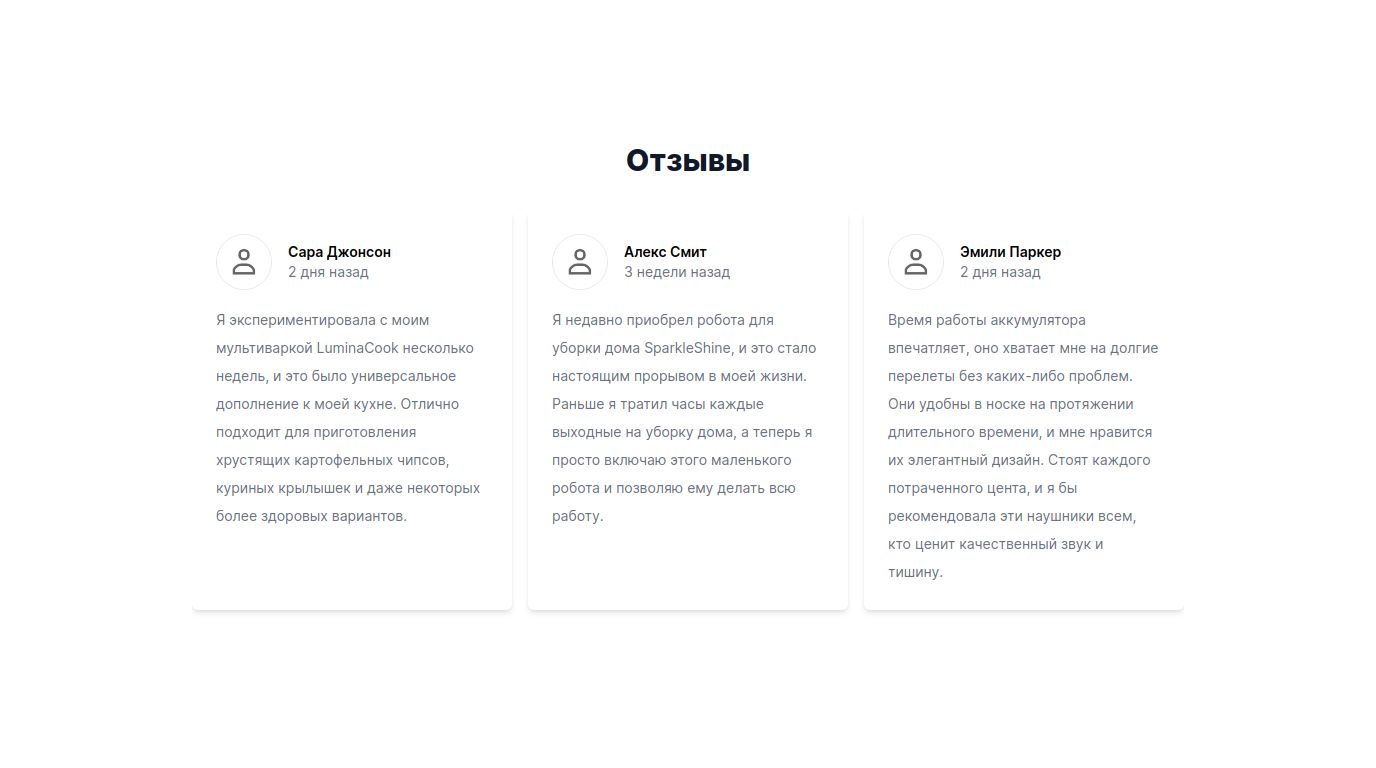 Отзывы
Сара Джонсон
2 дня назад
Я экспериментировала с моим
мультиваркой LuminaCook несколько
недель, и это было универсальное
дополнение к моей кухне. Отлично
подходит для приготовления
хрустящих картофельных чипсов,
куриных крылышек и даже некоторых
более здоровых вариантов.
Алекс Смит
3 недели назад
Я недавно приобрел робота для
уборки дома SparkleShine, и это стало
настоящим прорывом в моей жизни.
Раньше я тратил часы каждые
выходные на уборку дома, а теперь я
просто включаю этого маленького
робота и позволяю ему делать всю
работу.
Эмили Паркер
2 дня назад
Время работы аккумулятора
впечатляет, оно хватает мне на долгие
перелеты без каких-либо проблем.
Они удобны в носке на протяжении
длительного времени, и мне нравится
их элегантный дизайн. Стоят каждого
потраченного цента, и я бы
рекомендовала эти наушники всем,
кто ценит качественный звук и
тишину.